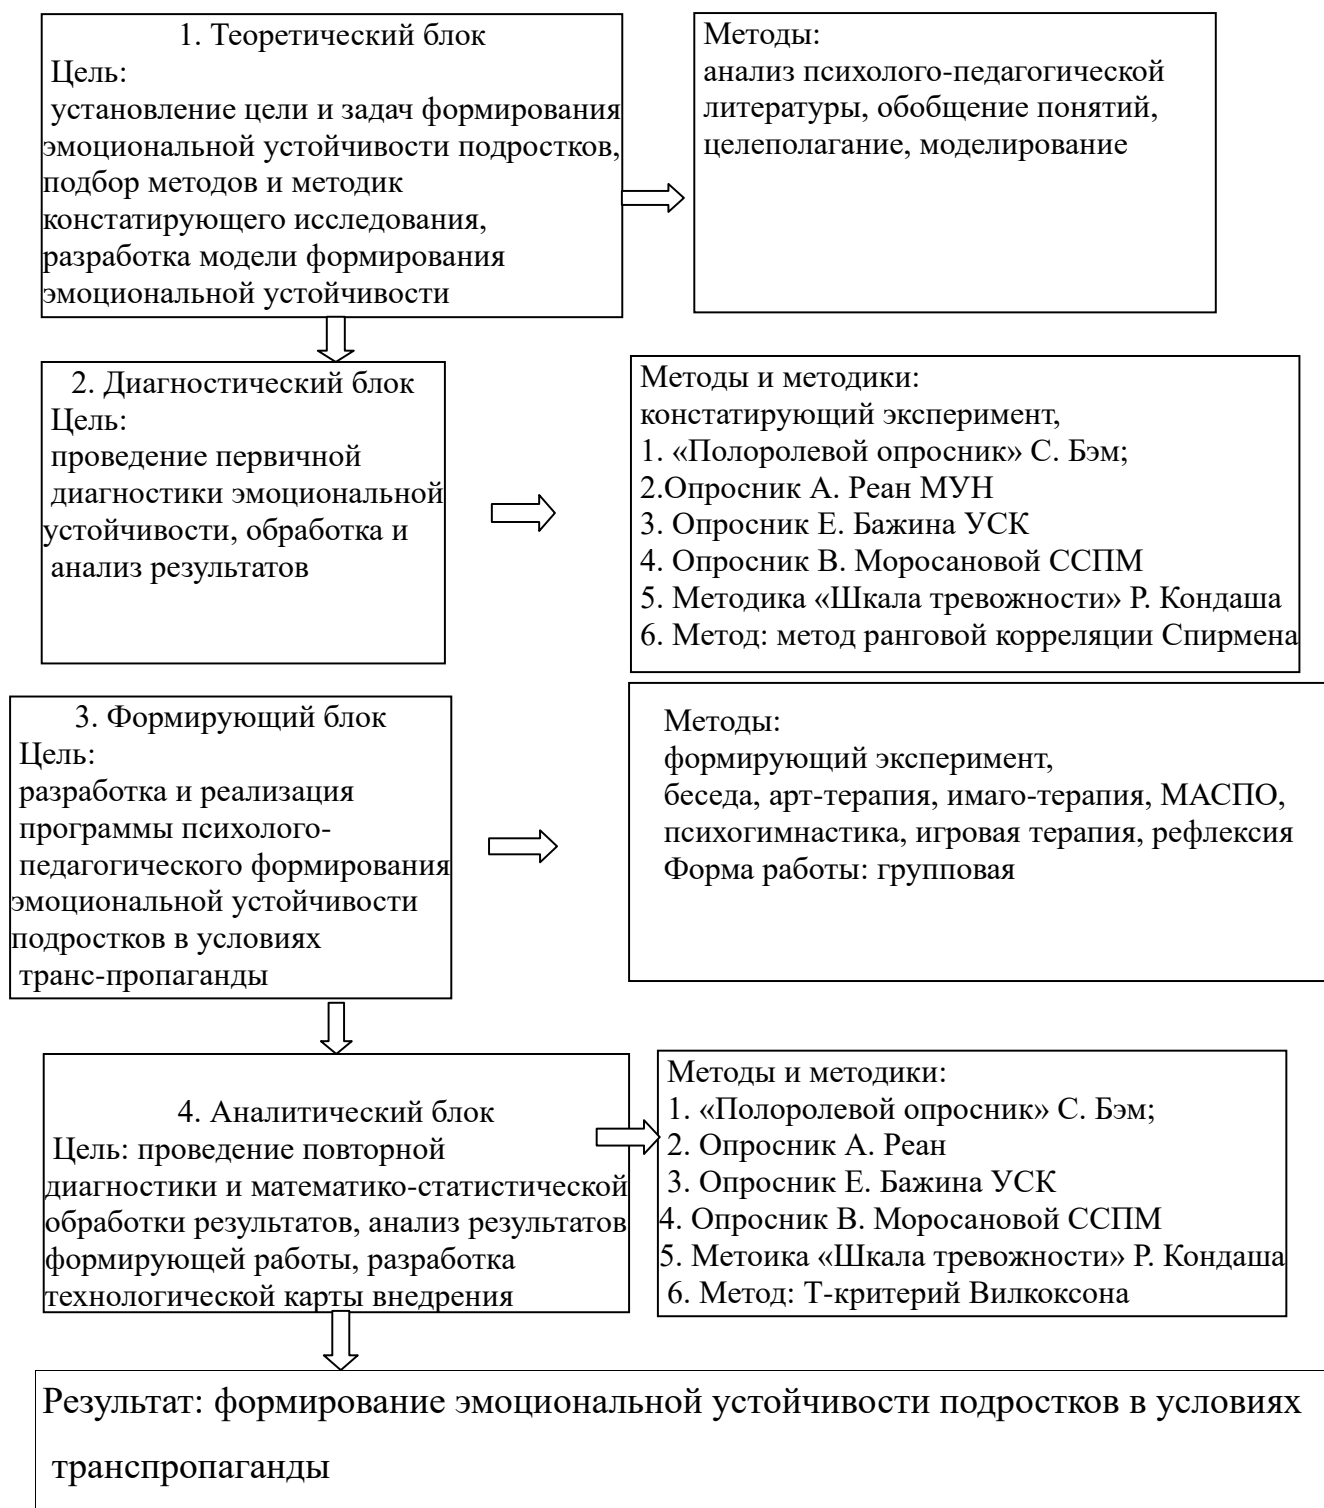 1. Теоретический блок
Цель:
установление цели и задач формирования
эмоциональной устойчивости подростков,
подбор методов и методик
констатирующего исследования,
разработка модели формирования
эмоциональной устойчивости
Методы:
анализ психолого-педагогической
литературы, обобщение понятий,
целеполагание, моделирование
2. Диагностический блок
Цель:
проведение первичной
диагностики эмоциональной
устойчивости, обработка и
анализ результатов
Методы и методики:
констатирующий эксперимент,
1. «Полоролевой опросник» С. Бэм;
2.Опросник А. Реан МУН
3. Опросник Е. Бажина УСК
4. Опросник В. Моросановой ССПМ
5. Методика «Шкала тревожности» Р. Кондаша
6. Метод: метод ранговой корреляции Спирмена
3. Формирующий блок
Цель:
разработка и реализация
программы психолого-
педагогического формирования
эмоциональной устойчивости
подростков в условиях
транс-пропаганды
Методы:
формирующий эксперимент,
беседа, арт-терапия, имаго-терапия, МАСПО,
психогимнастика, игровая терапия, рефлексия
Форма работы: групповая
4. Аналитический блок
Цель: проведение повторной
диагностики и математико-статистической
обработки результатов, анализ результатов
формирующей работы, разработка
технологической карты внедрения
Методы и методики:
1. «Полоролевой опросник» С. Бэм;
2. Опросник А. Реан
3. Опросник Е. Бажина УСК
4. Опросник В. Моросановой ССПМ
5. Метоика «Шкала тревожности» Р. Кондаша
6. Метод: Т-критерий Вилкоксона
Результат: формирование эмоциональной устойчивости подростков в условиях
транспропаганды